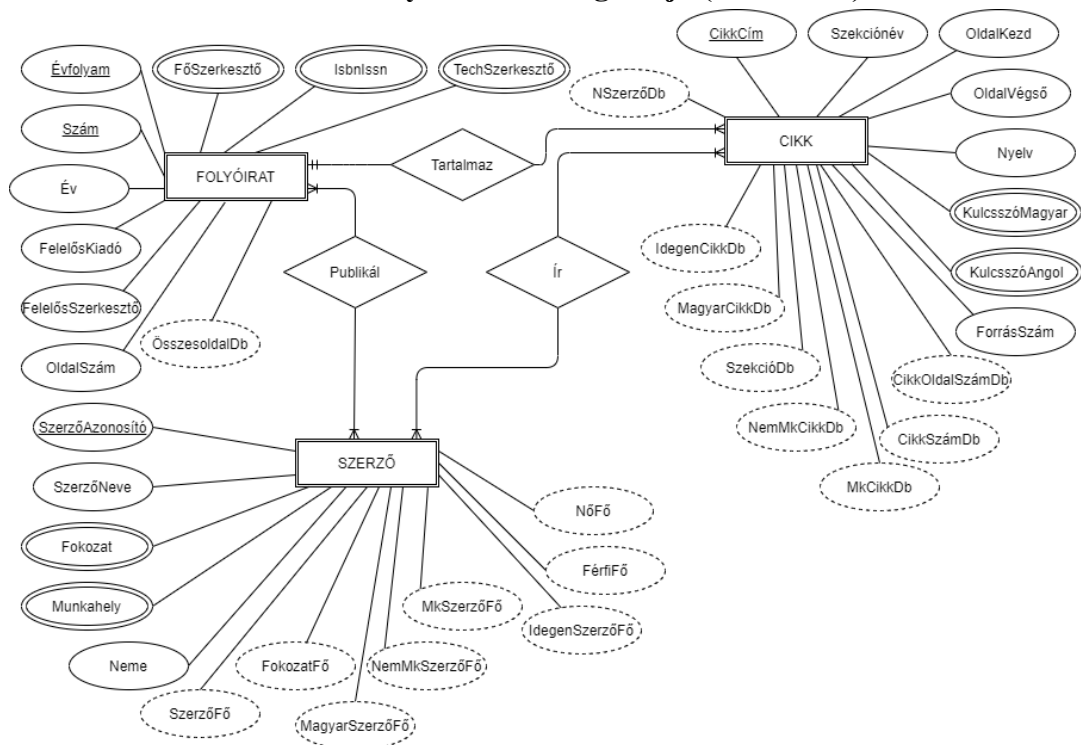 CikkCím
Szekciónév
OldalKezd
Évfolyam
FőSzerkesztő
IsbnIssn
TechSzerkesztő
NSzerzőDb
OldalVégső
Szám
CIKK
Nyelv
Tartalmaz
FOLYÓIRAT
Év
KulcsszóMagyar
FelelősKiadó
IdegenCikkDb
Publikál
Ír
KulcsszóAngol
FelelősSzerkesztő
MagyarCikkDb
ForrásSzám
ÖsszesoldalDb
OldalSzám
SzekcióDb
CikkOldalSzámDb
SzerzőAzonosító
NemMkCikkDb
CikkSzámDb
SZERZŐ
SzerzőNeve
MkCikkDb
NőFő
Fokozat
FérfiFő
Munkahely
MkSzerzőFő
IdegenSzerzőFő
Neme
FokozatFő
NemMkSzerzőFő
SzerzőFő
MagyarSzerzőFő